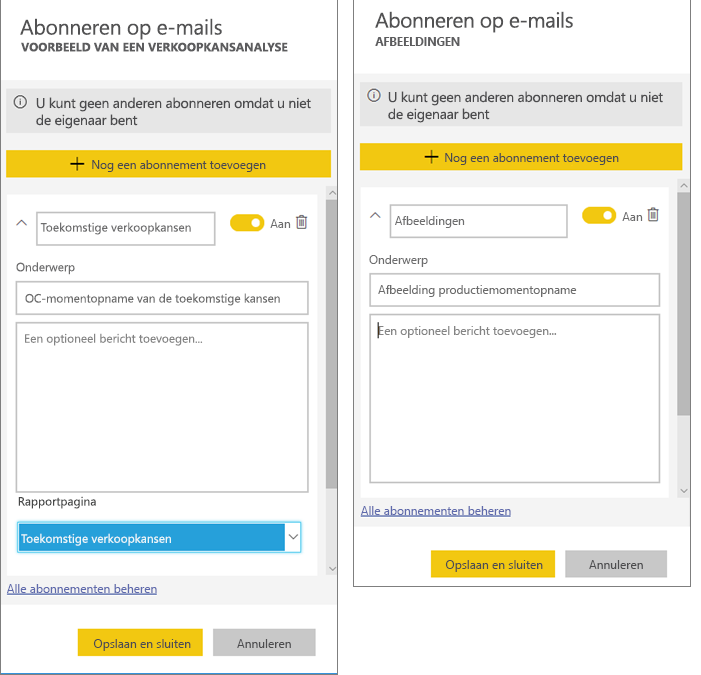 Abonneren op e-mails
VOORBEELD VAN EEN VERKOOPKANSANALYSE
U kunt geen anderen abonneren omdat u niet
de eigenaar bent
Nog een abonnement toevoegen
Toekomstige verkoopkansen
Aan
Onderwerp
OC-momentopname van de toekomstige kansen
Een optioneel bericht toevoegen...
Rapportpagina
Toekomstige verkoopkansen
Alle abonnementen beheren
Opslaan en sluiten
Annuleren
Abonneren op e-mails
AFBEELDINGEN
U kunt geen anderen abonneren omdat u niet
de eigenaar bent
Nog een abonnement toevoegen
Afbeeldingen
Aan
Onderwerp
Afbeelding productiemomentopname
Een optioneel bericht toevoegen...
Alle abonnementen beheren
Opslaan en sluiten
Annuleren